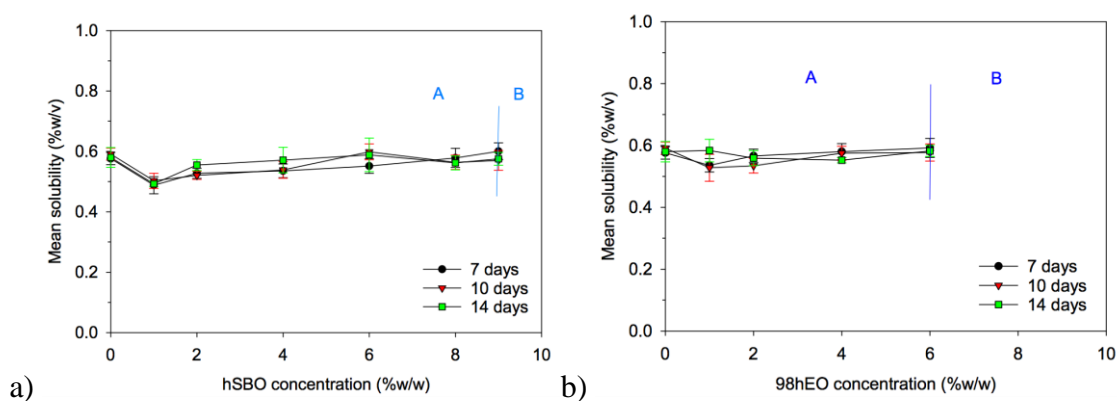 1.0
0.8
0.6
0.4
0.2
0.0
Mean solubility (%w/v)
A
B
7 days
10 days
14 days
0 2 4 6 8 10
hSBO concentration (%w/w)
a)
1.0
0.8
0.6
0.4
0.2
0.0
Mean solubility (%w/v)
A
B
7 days
10 days
14 days
0 2 4 6 8 10
98hEO concentration (%w/w)
b)